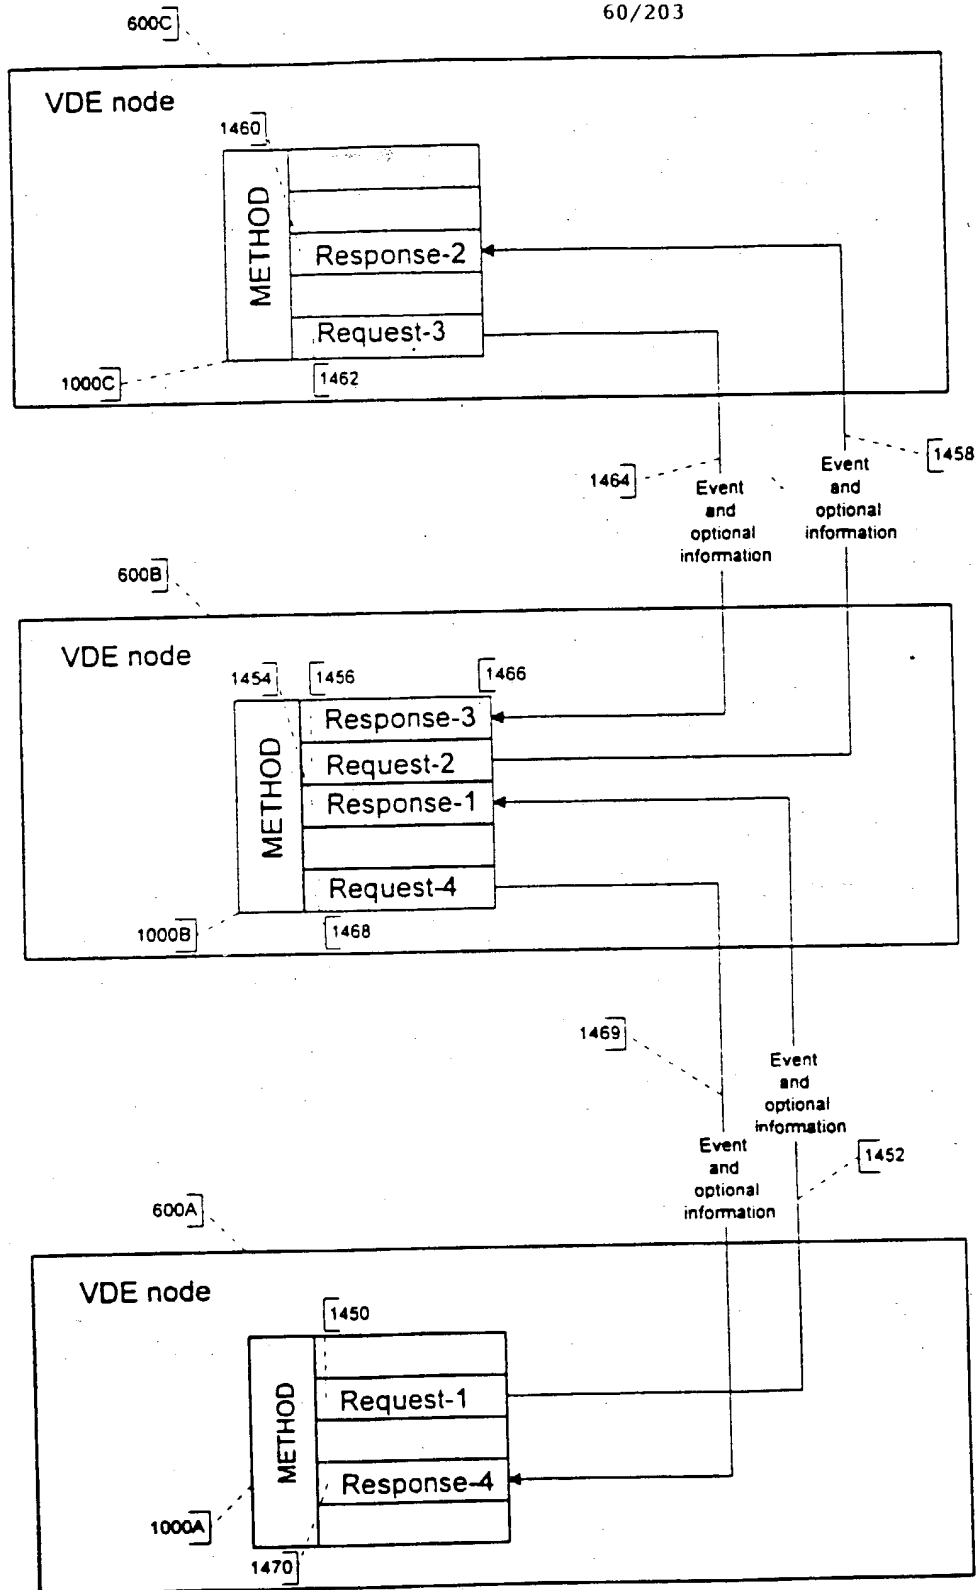 60/203
600C
VDE node
1460
METHOD
Response-2
Request-3
1000C
1462
1458
1464
Event
and
optional
information
Event
and
optional
information
600B
VDE node
1454
1456
1466
METHOD
Response-3
Request-2
Response-1
Request-4
1000B
1468
1469
Event
and
optional
information
Event
and
optional
information
1452
600A
VDE node
1450
METHOD
Request-1
Response-4
1000A
1470